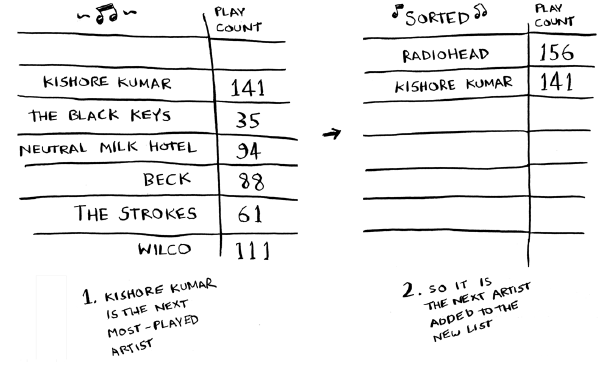 PLAY
COUNT
KISHORE KUMAR 141
THE BLACK KEYS 35
NEUTRAL MILK HOTEL 94
BECK 88
THE STROKES 61
WILCO 111
1. KISHORE KUMAR
IS THE NEXT
MOST-PLAYED
ARTIST
SORTED
PLAY
COUNT
RADIOHEAD 156
KISHORE KUMAR 141
2. SO IT IS
THE NEXT ARTIST
ADDED TO THE
NEW LIST